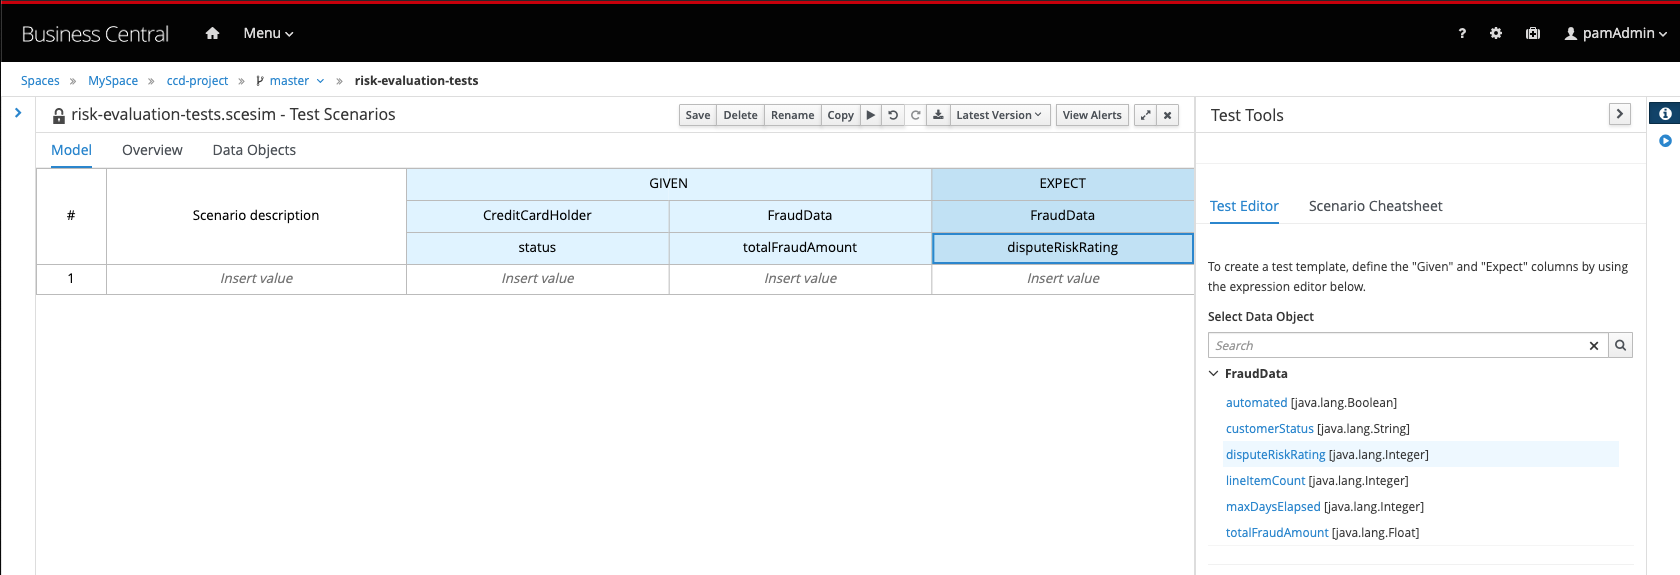 Business Central Menu ? pamAdmin
Spaces » MySpace » ccd-project » master » risk-evaluation-tests
risk-evaluation-tests.scesim - Test Scenarios
Save Delete Rename Copy Latest Version View Alerts
Model Overview Data Objects
# Scenario description GIVEN EXPECT
CreditCardHolder FraudData FraudData
status totalFraudAmount disputeRiskRating
1 Insert value Insert value Insert value Insert value
Test Tools
Test Editor Scenario Cheatsheet
To create a test template, define the "Given" and "Expect" columns by using
the expression editor below.
Select Data Object
Search
FraudData
automated [java.lang.Boolean]
customerStatus [java.lang.String]
disputeRiskRating [java.lang.Integer]
lineItemCount [java.lang.Integer]
maxDaysElapsed [java.lang.Integer]
totalFraudAmount [java.lang.Float]